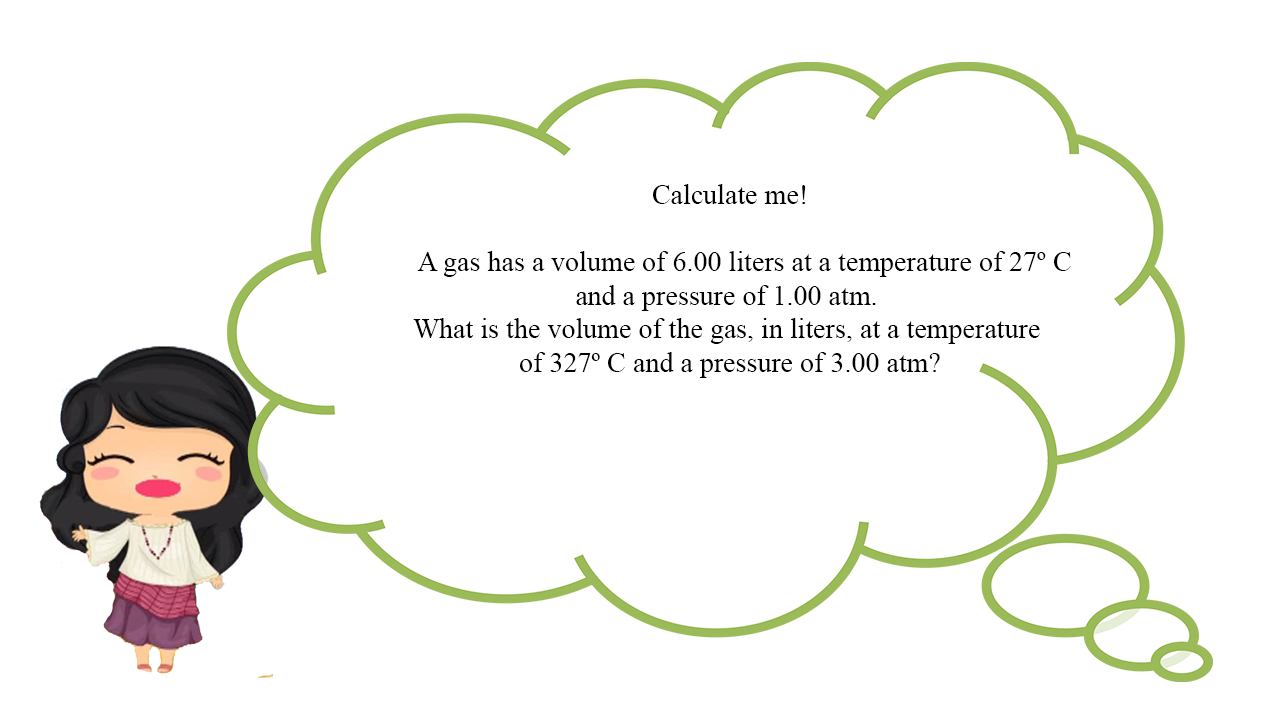 Calculate me!
A gas has a volume of 6.00 liters at a temperature of 27º C
and a pressure of 1.00 atm.
What is the volume of the gas, in liters, at a temperature
of 327º C and a pressure of 3.00 atm?